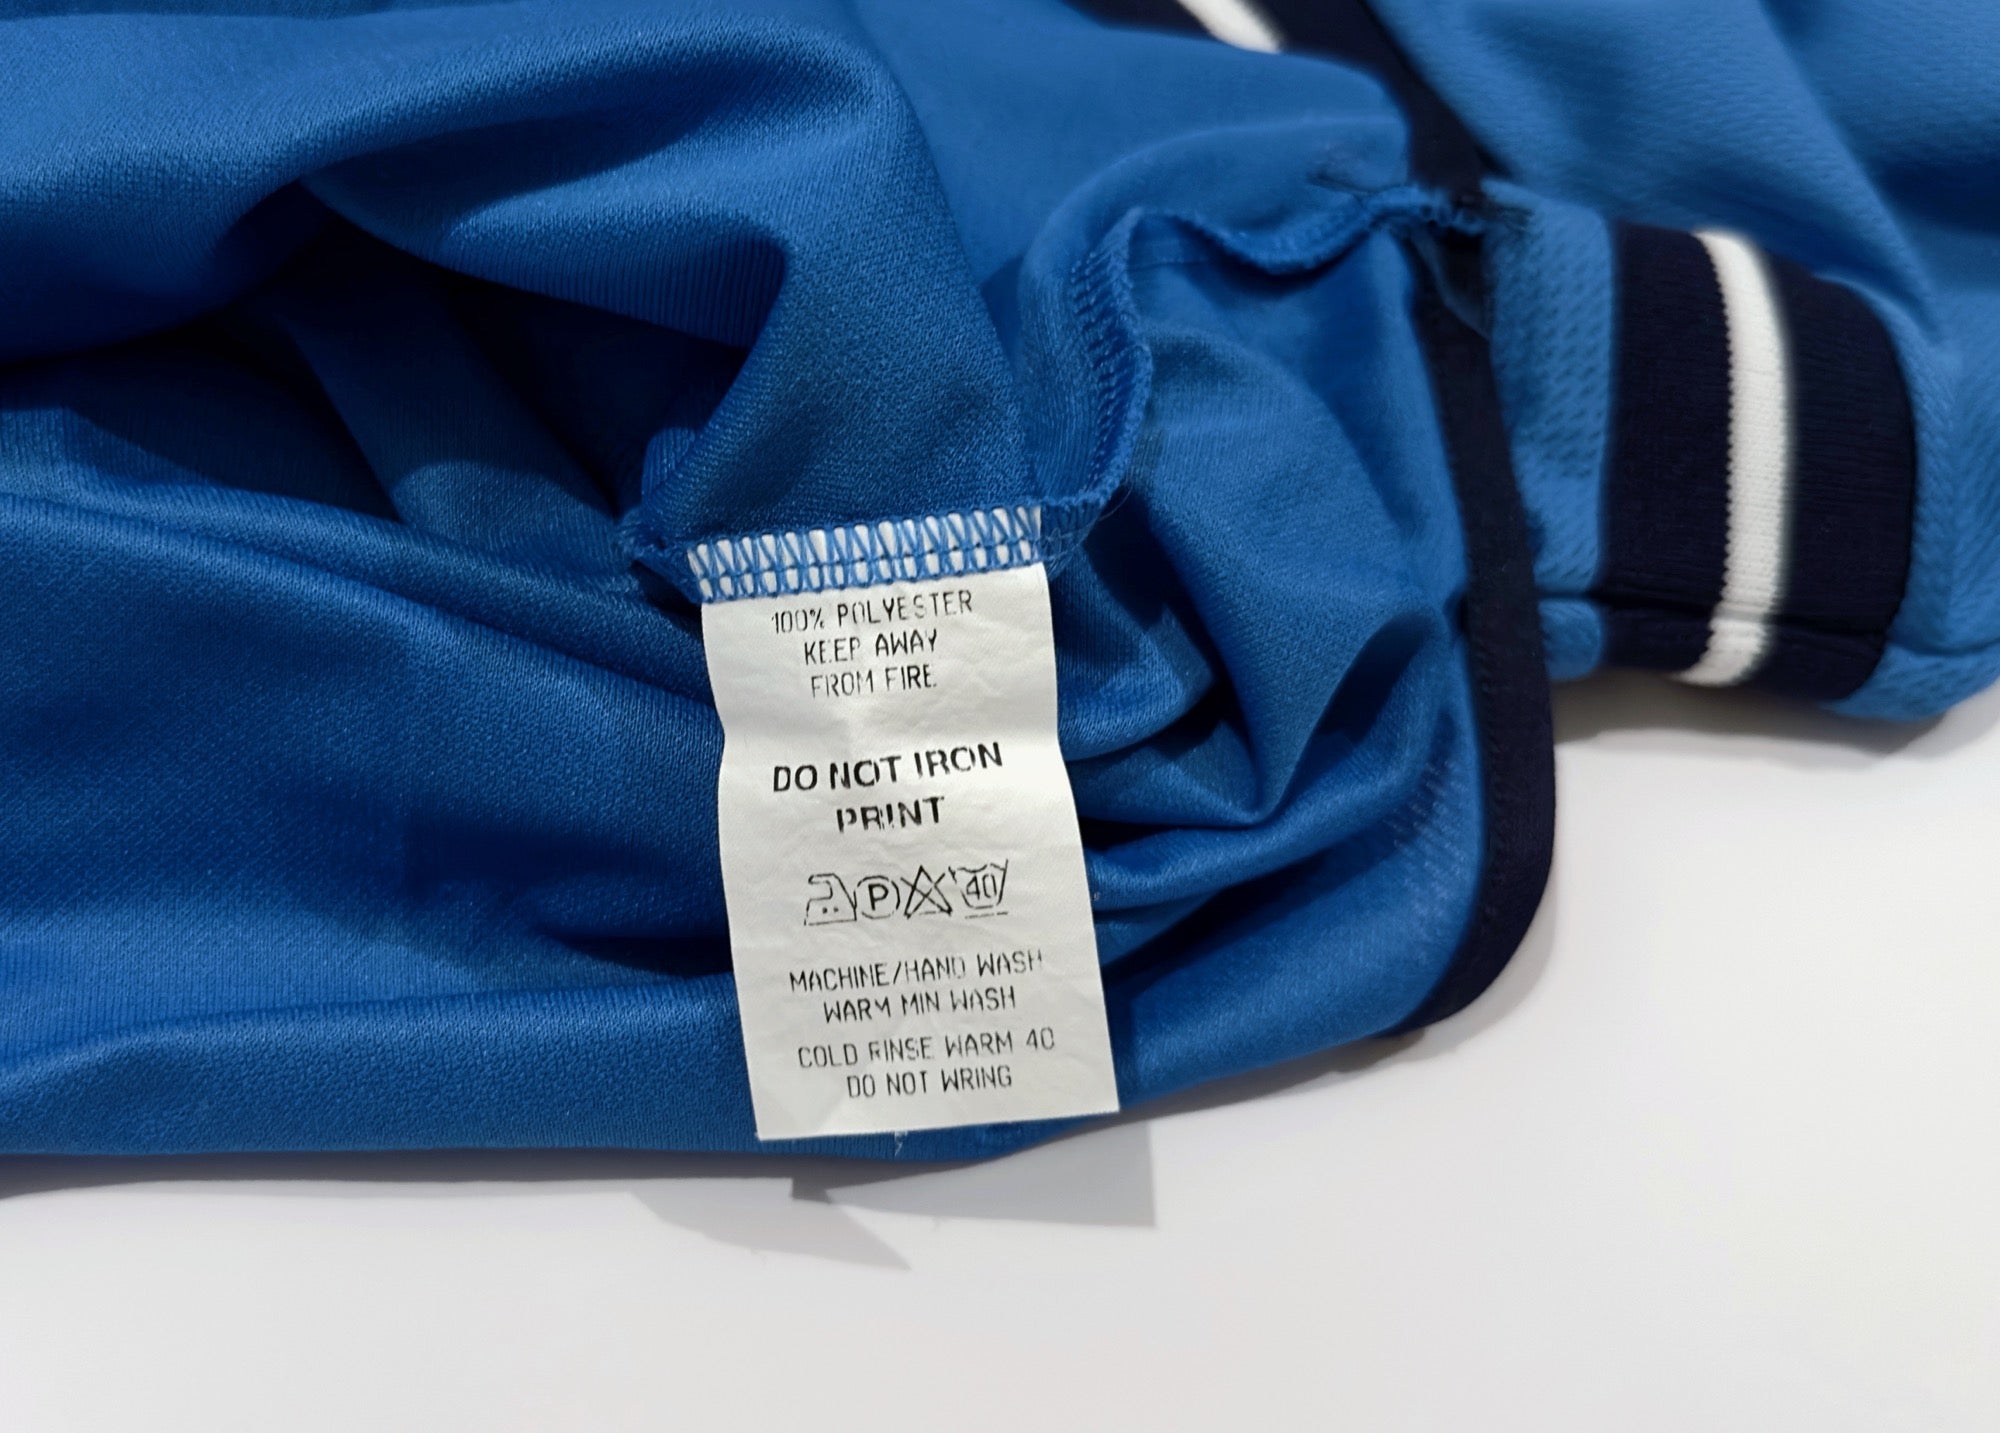 100% POLYESTER
KEEP AWAY
FROM FIRE.
DO NOT IRON
PRINT
P 40
MACHINE/HAND WASH
WARM MIN WASH
COLD RINSE WARM 40
DO NOT WRING